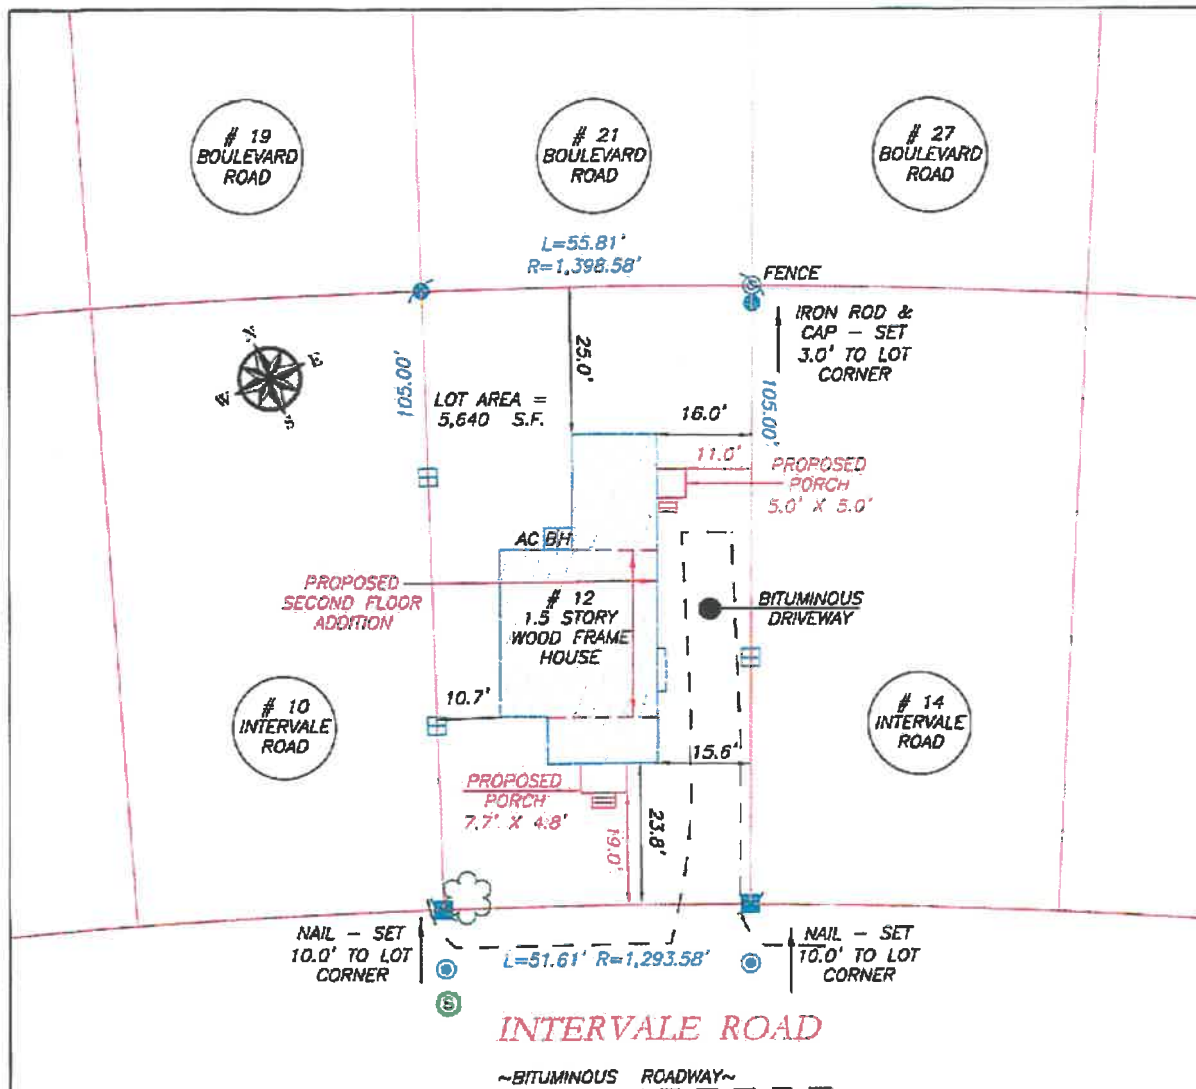 # 19
BOULEVARD
ROAD
# 21
BOULEVARD
ROAD
# 27
BOULEVARD
ROAD
L=55.81'
R=1,398.58'
FENCE
IRON ROD &
CAP - SET
3.0' TO LOT
CORNER
N
E
W
S
105.00'
LOT AREA =
5,640 S.F.
25.0'
16.0'
105.00'
11.0'
PROPOSED
PORCH
5.0' X 5.0'
AC BH
PROPOSED
SECOND FLOOR
ADDITION
# 12
1.5 STORY
WOOD FRAME
HOUSE
BITUMINOUS
DRIVEWAY
# 10
INTERVALE
ROAD
10.7'
# 14
INTERVALE
ROAD
15.6'
PROPOSED
PORCH
7.7' X 4.8'
19.0'
23.8'
NAIL - SET
10.0' TO LOT
CORNER
L=51.61' R=1,293.58'
NAIL - SET
10.0' TO LOT
CORNER
S
INTERVALE ROAD
~BITUMINOUS ROADWAY~